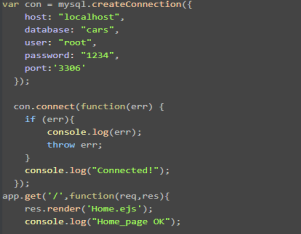 var con = mysql.createConnection({
    host: "localhost",
    database: "cars",
    user: "root",
    password: "1234",
    port:'3306'
  });

  con.connect(function(err) {
    if (err){
        console.log(err);
        throw err;
    }
    console.log("Connected!");
  });
app.get('/',function(req,res){
    res.render('Home.ejs');
    console.log("Home_page OK");